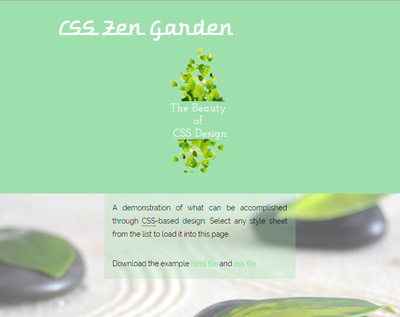 CSS Zen Garden
The Beauty
of
CSS Design
A demonstration of what can be accomplished
through CSS-based design. Select any style sheet
from the list to load it into this page.
Download the example html file and css file